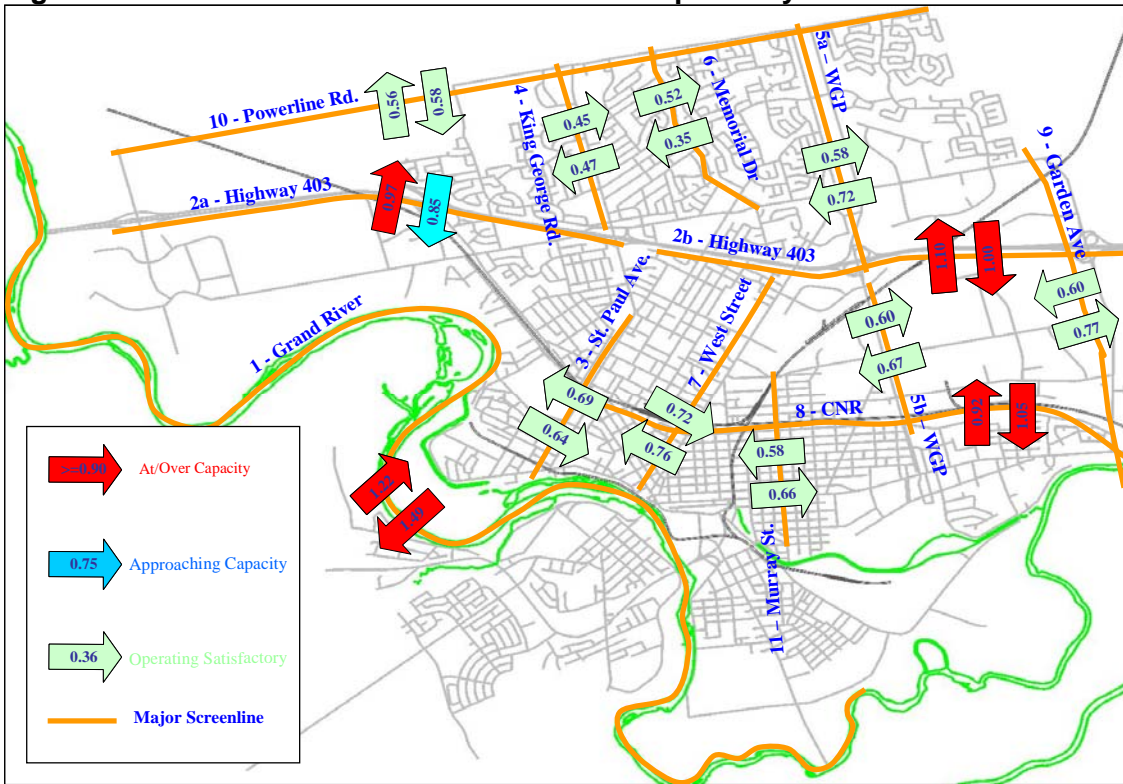 10 - Powerline Rd.
0.56
0.58
4 - King George Rd.
0.45
0.47
0.52
0.35
6 - Memorial Dr
5a – WGP
0.58
0.72
9 - Garden Ave
2a - Highway 403
0.97
0.85
2b - Highway 403
1.10
1.00
0.60
0.77
1 - Grand River
3 - St. Paul Ave.
7 - West Street
0.60
0.67
0.69
0.64
0.72
0.76
8 - CNR
0.92
1.05
5b – WGP
0.58
0.66
1.22
1.49
11 – Murray St.
>=0.90
At/Over Capacity
0.75
Approaching Capacity
0.36
Operating Satisfactory
Major Screenline